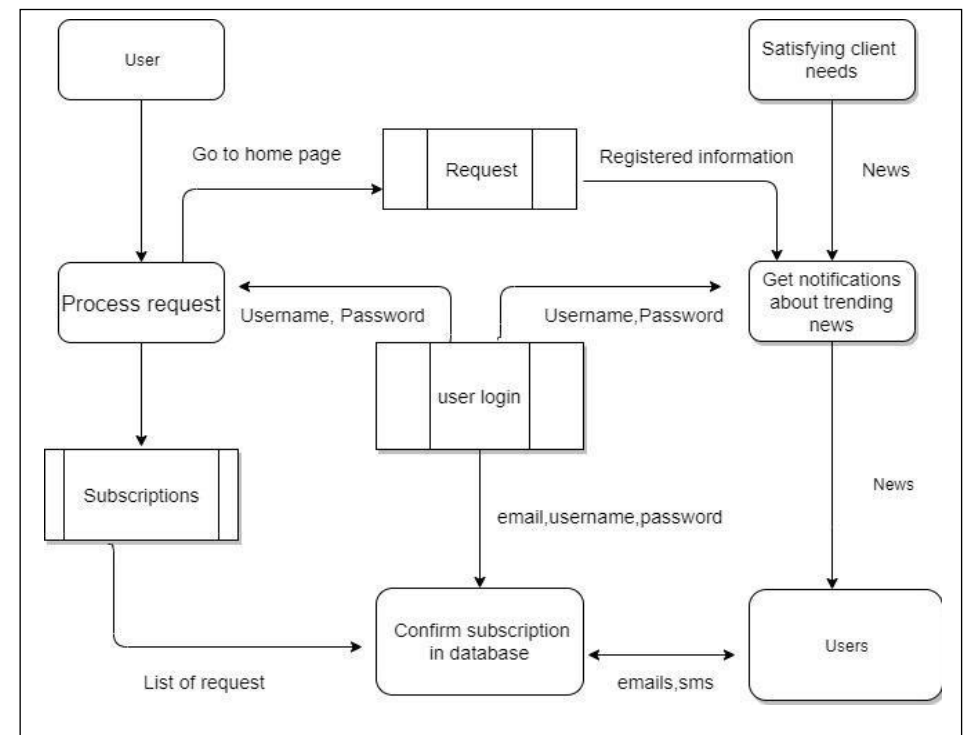 User
Satisfying client
needs
Go to home page
Request
Registered information
News
Process request
Get notifications
about trending
news
Username, Password
Username,Password
user login
Subscriptions
News
email,username,password
Confirm subscription
in database
Users
List of request
emails,sms